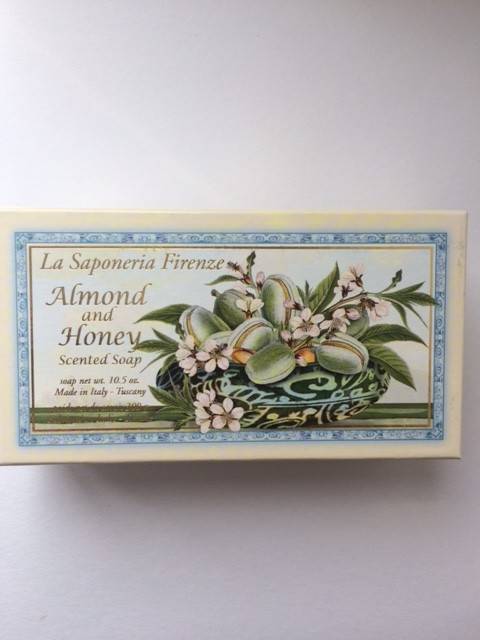 La Saponeria Firenze
Almond
and
Honey
Scented Soap
soap net wt. 10.5 oz.
Made in Italy - Tuscany